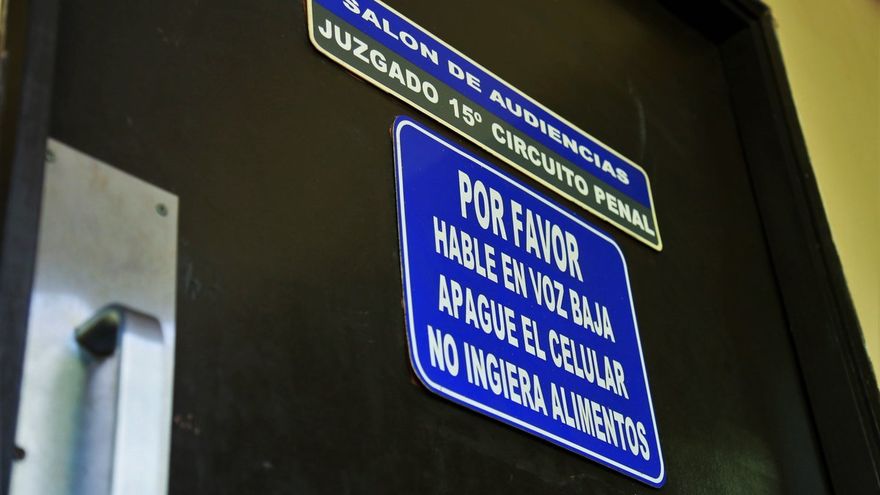 SALON DE AUDIENCIAS
JUZGADO 15º CIRCUITO PENAL
POR FAVOR
HABLE EN VOZ BAJA
APAGUE EL CELULAR
NO INGIERA ALIMENTOS